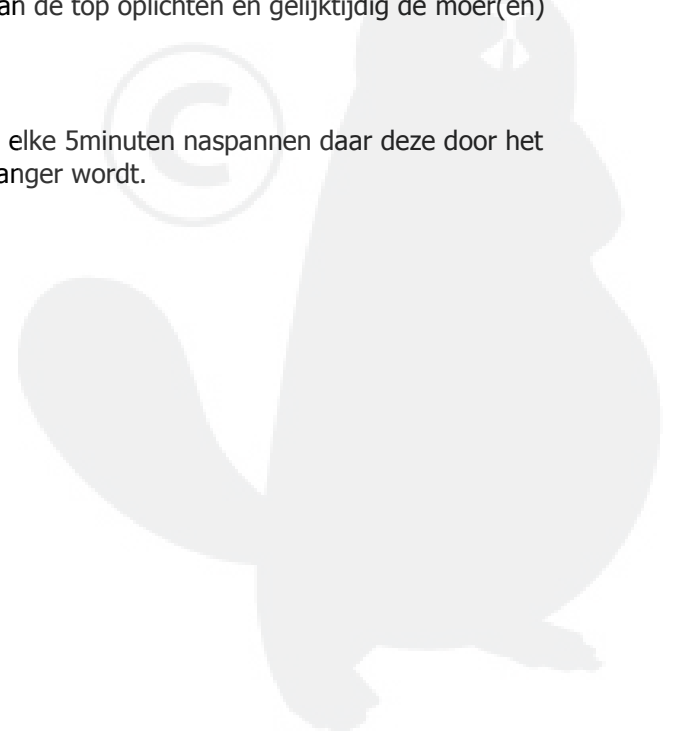 an de top oplichten en gelijktijdig de moer(en)
elke 5minuten naspannen daar deze door het
anger wordt.
©